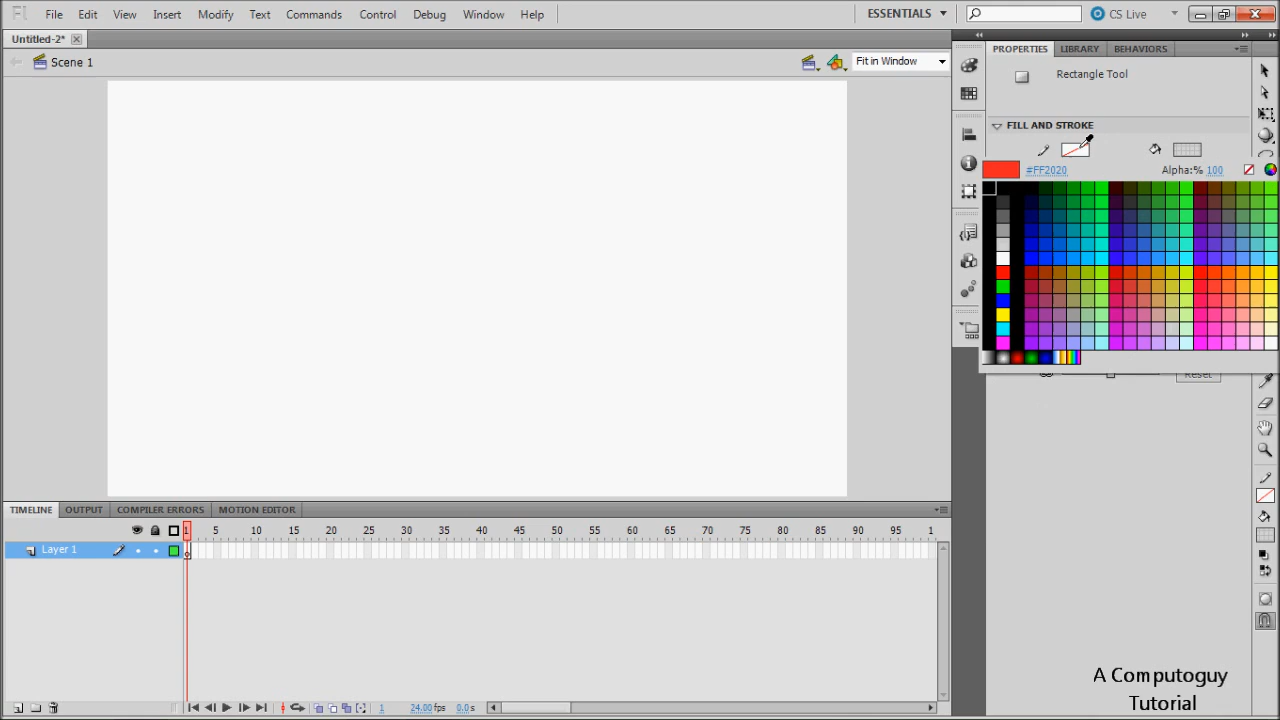 Fl File Edit View Insert Modify Text Commands Control Debug Window Help ESSENTIALS CS Live
Untitled-2*
Scene 1 Fit in Window
PROPERTIES LIBRARY BEHAVIORS
Rectangle Tool
FILL AND STROKE
#FF2020 Alpha:% 100
Reset
TIMELINE OUTPUT COMPILER ERRORS MOTION EDITOR
1 5 10 15 20 25 30 35 40 45 50 55 60 65 70 75 80 85 90 95 1
Layer 1
1 24.00 fps 0.0 s
A Computoguy
Tutorial